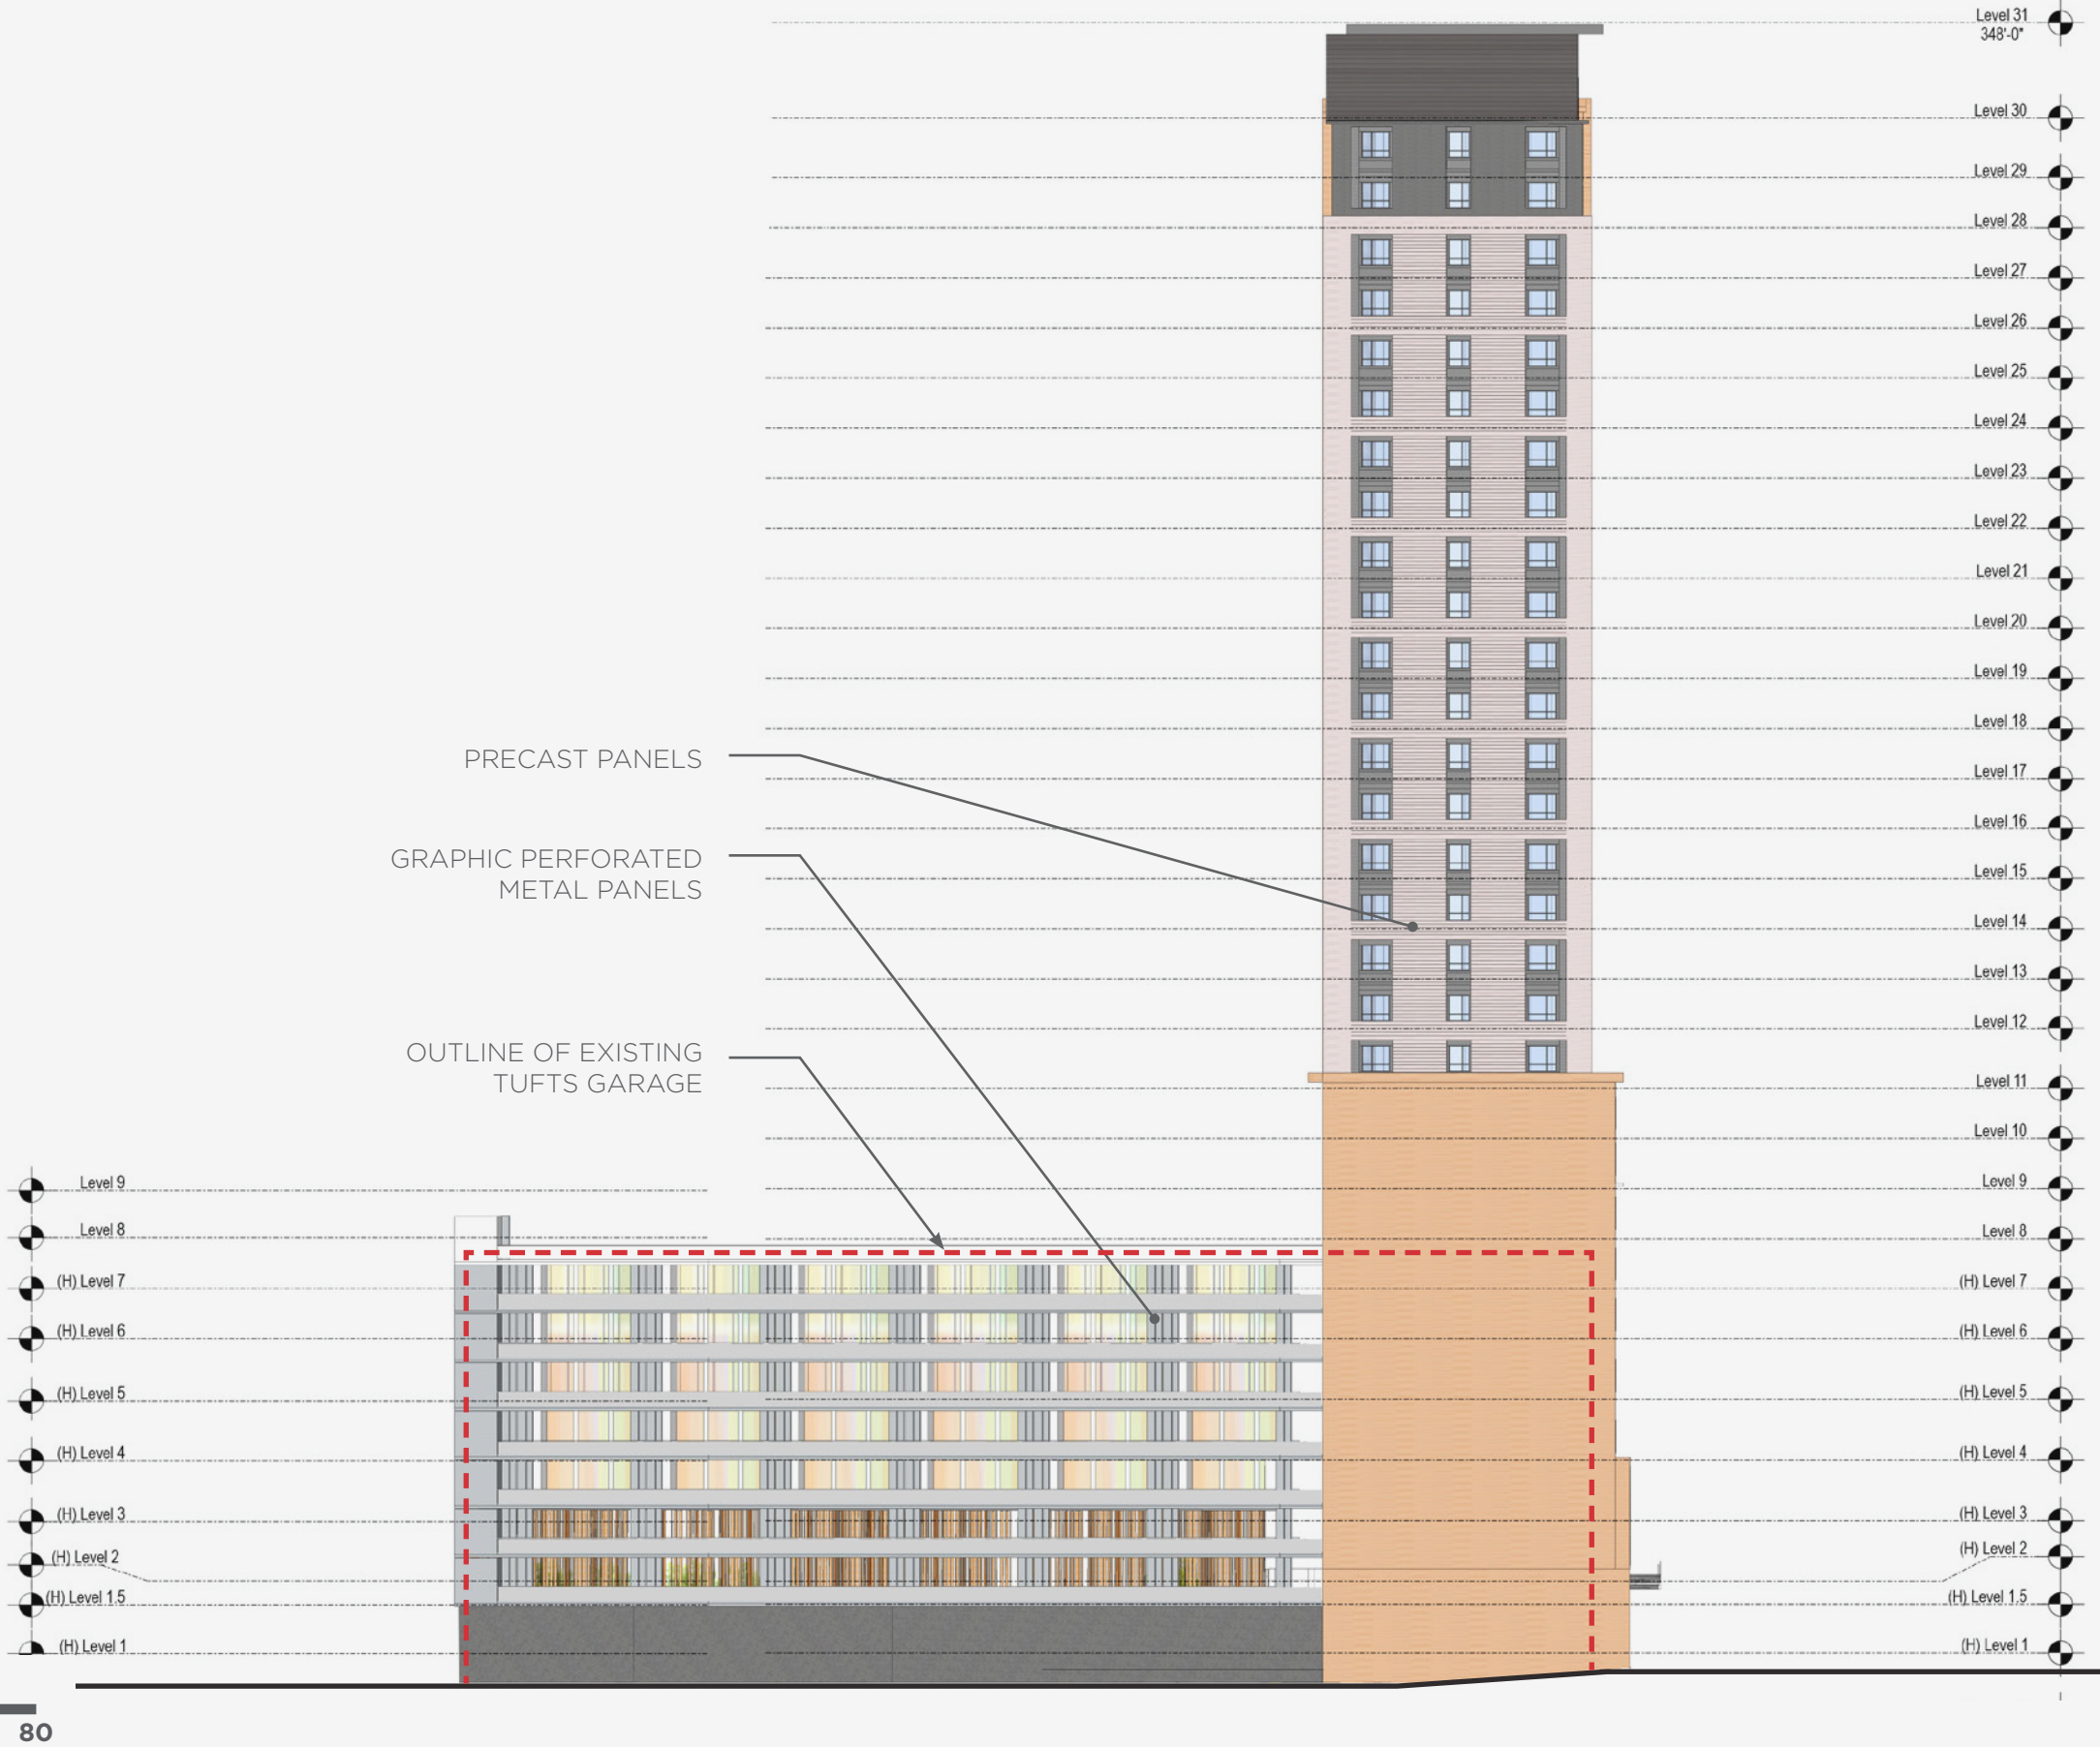 Level 31
348'-0"
Level 30
Level 29
Level 28
Level 27
Level 26
Level 25
Level 24
Level 23
Level 22
Level 21
Level 20
Level 19
Level 18
Level 17
Level 16
Level 15
Level 14
Level 13
Level 12
Level 11
Level 10
Level 9
Level 8
(H) Level 7
(H) Level 6
(H) Level 5
(H) Level 4
(H) Level 3
(H) Level 2
(H) Level 1.5
(H) Level 1
PRECAST PANELS
GRAPHIC PERFORATED
METAL PANELS
OUTLINE OF EXISTING
TUFTS GARAGE
Level 9
Level 8
(H) Level 7
(H) Level 6
(H) Level 5
(H) Level 4
(H) Level 3
(H) Level 2
(H) Level 1.5
(H) Level 1
80